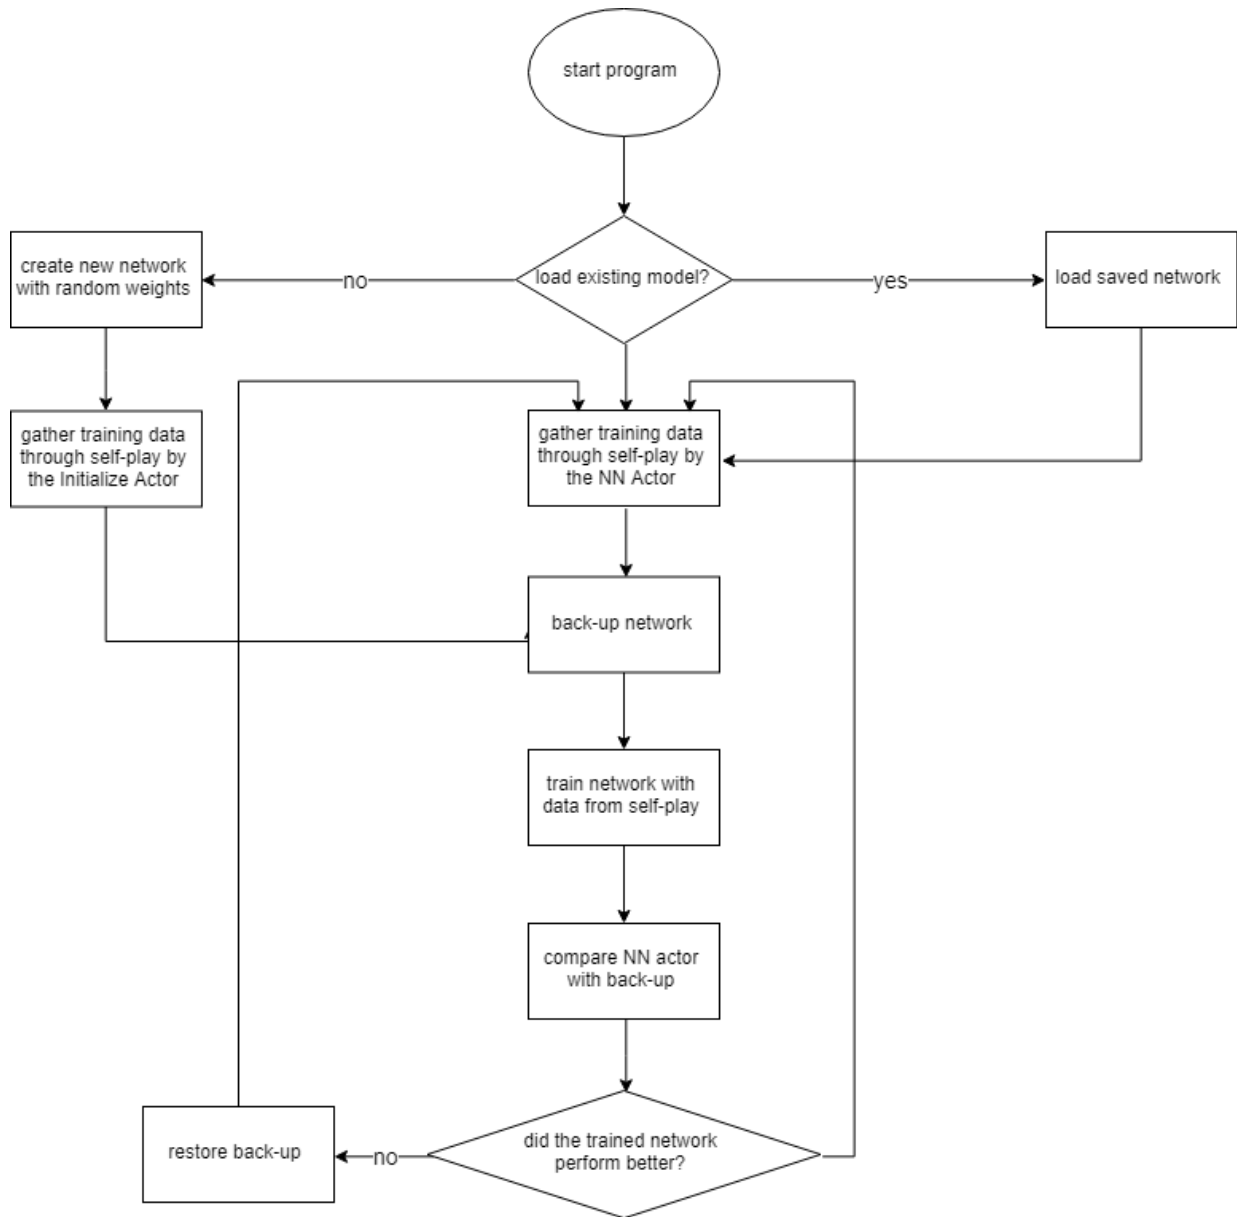 start program
load existing model?
no
yes
create new network
with random weights
load saved network
gather training data
through self-play by
the Initialize Actor
gather training data
through self-play by
the NN Actor
back-up network
train network with
data from self-play
compare NN actor
with back-up
did the trained network
perform better?
no
restore back-up